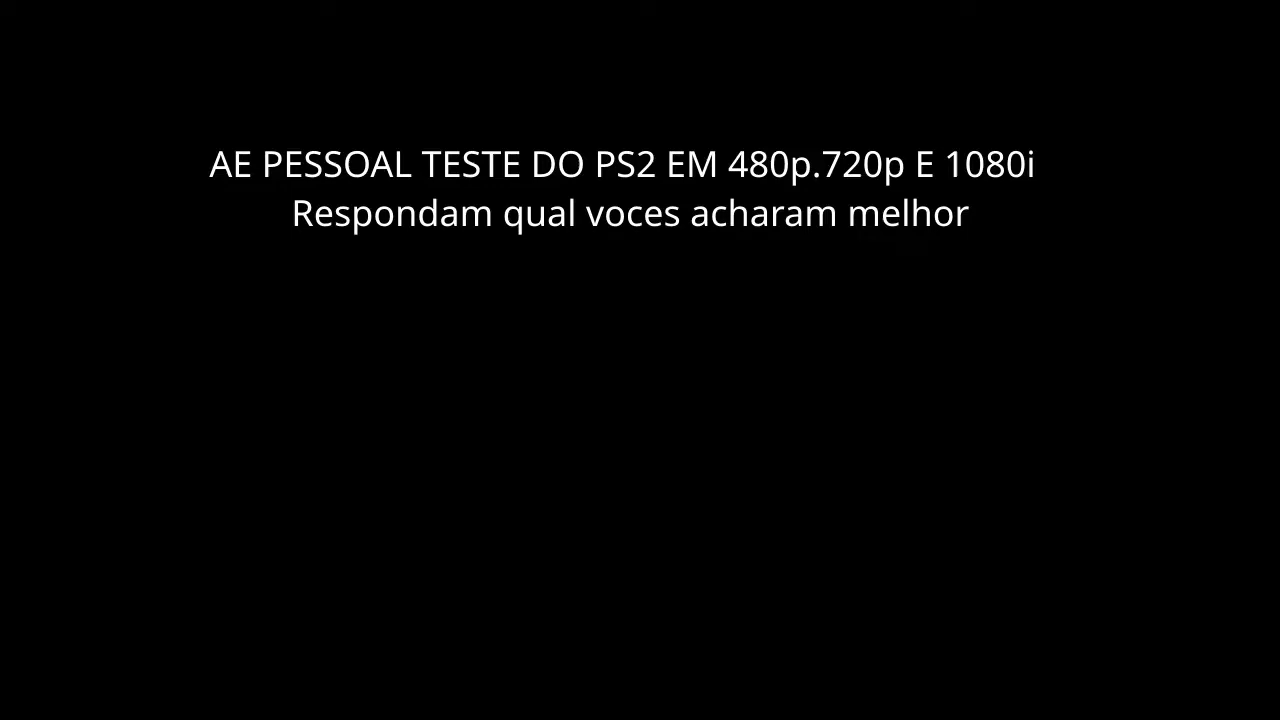 AE PESSOAL TESTE DO PS2 EM 480p.720p E 1080i
Respondam qual voces acharam melhor